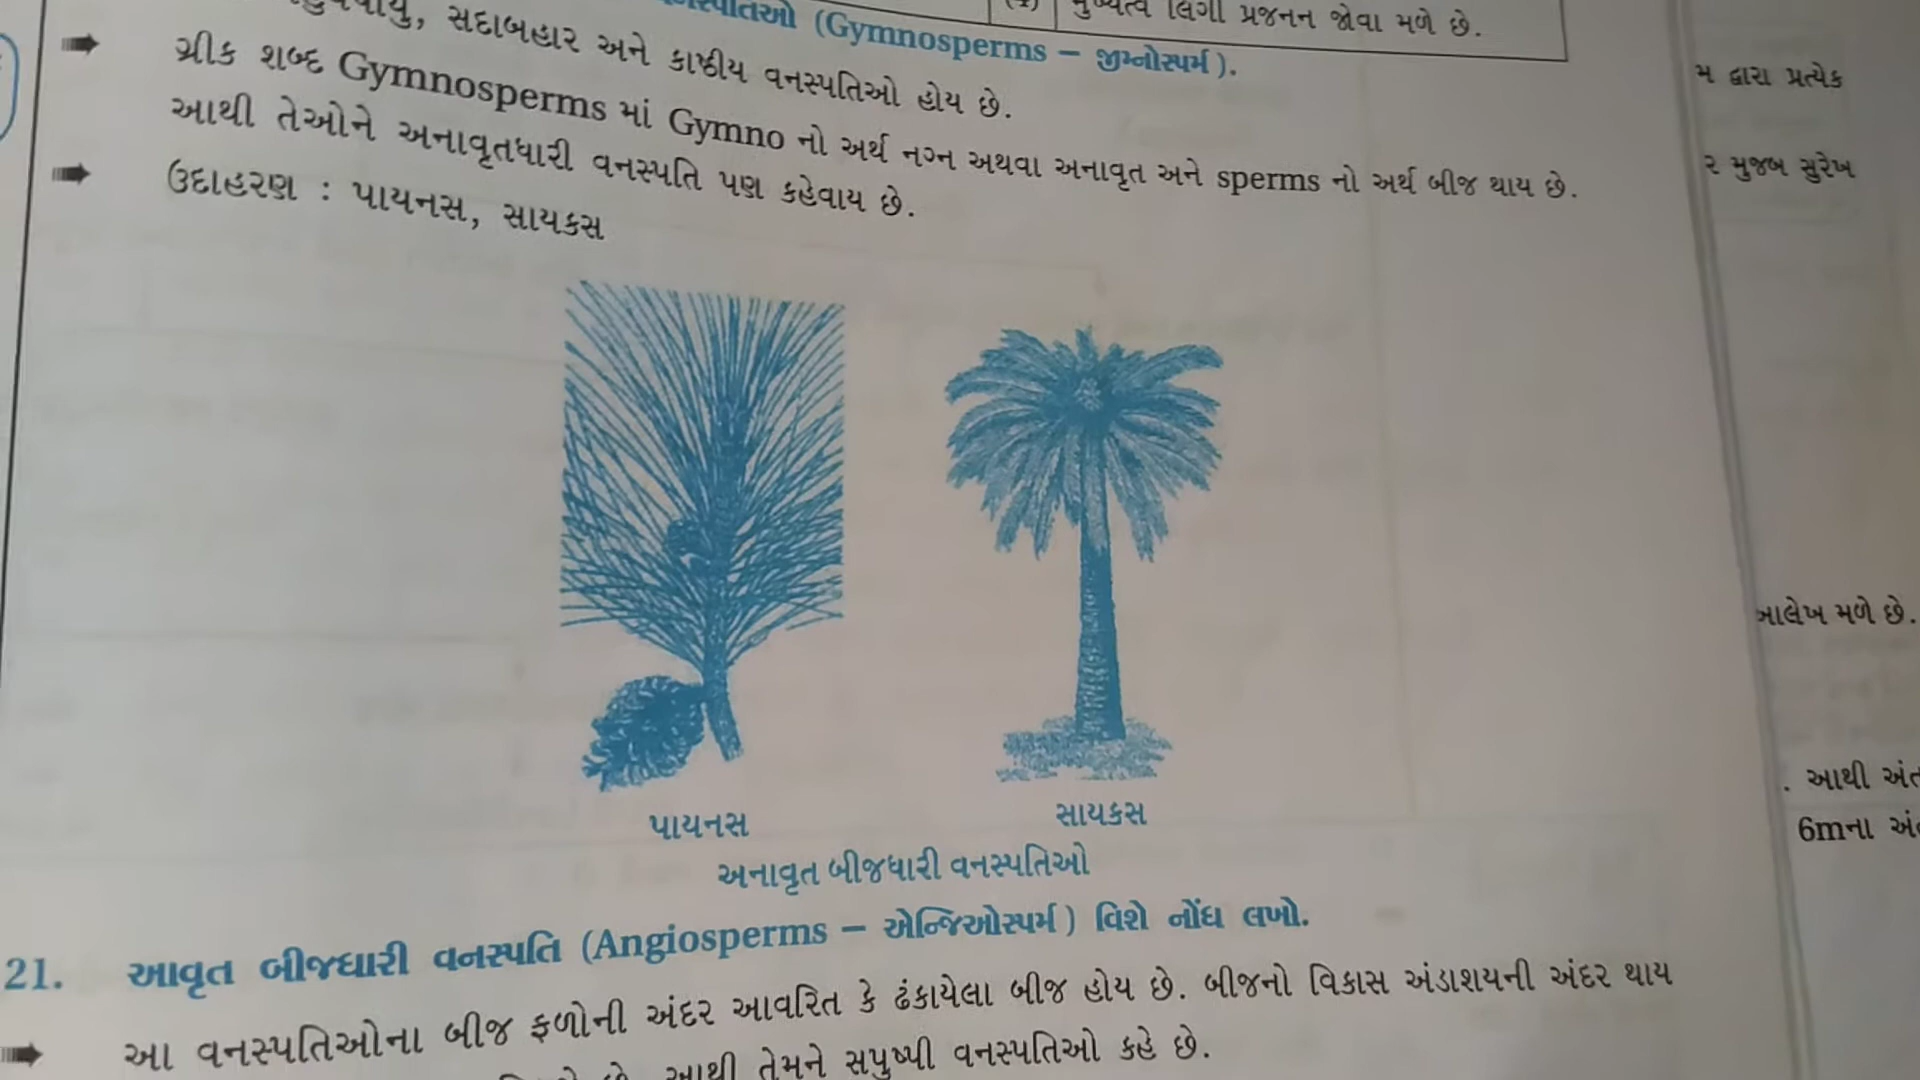 (Gymnosperms – જીમ્નોસ્પર્મ).
સદાબહાર અને કાષ્ઠીય વનસ્પતિઓ હોય છે.
ગ્રીક શબ્દ Gymnosperms માં Gymno નો અર્થ નગ્ન અથવા અનાવૃત અને sperms નો અર્થ બીજ થાય છે.
આથી તેઓને અનાવૃતધારી વનસ્પતિ પણ કહેવાય છે.
ઉદાહરણ : પાયનસ, સાયકસ
પાયનસ
સાયકસ
અનાવૃત બીજધારી વનસ્પતિઓ
21. આવૃત બીજધારી વનસ્પતિ (Angiosperms – એન્જિઓસ્પર્મ) વિશે નોંધ લખો.
આ વનસ્પતિઓના બીજ ફળોની અંદર આવરિત કે ઢંકાયેલા બીજ હોય છે. બીજનો વિકાસ અંડાશયની અંદર થાય
આથી તેમને સપુષ્પી વનસ્પતિઓ કહે છે.
લિંગી પ્રજનન જોવા મળે છે.
દ્વારા પ્રત્યેક
મુજબ સુરેખ
આલેખ મળે છે.
. આથી
6mના